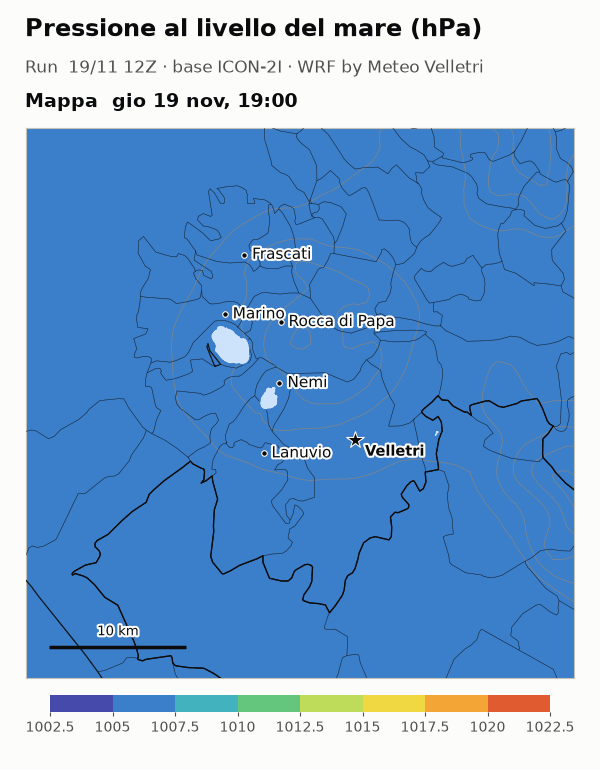 Pressione al livello del mare (hPa)
Run  19/11 12Z · base ICON-2I · WRF by Meteo Velletri
Mappa  gio 19 nov, 19:00
Frascati
Marino
Rocca di Papa
Nemi
Velletri
Lanuvio
10 km
1002.5 1005 1007.5 1010 1012.5 1015 1017.5 1020 1022.5